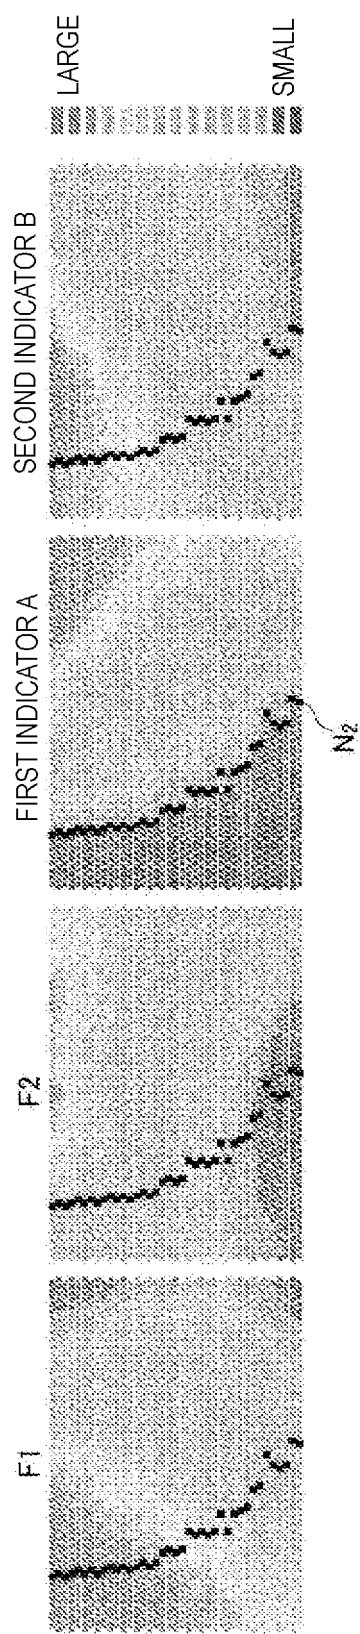 F1
F2
FIRST INDICATOR A
SECOND INDICATOR B
LARGE
SMALL
N2